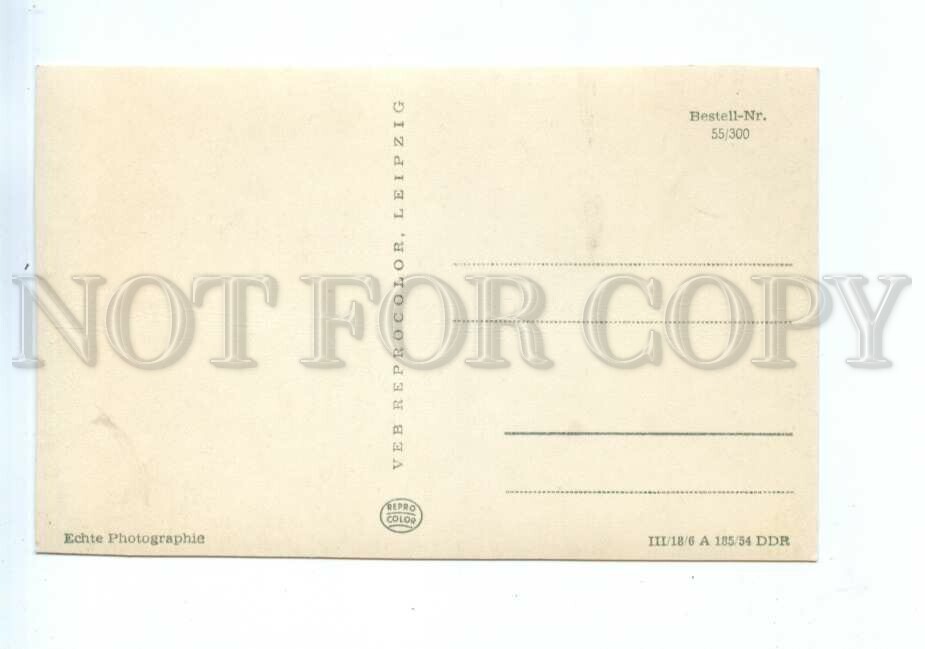 Bestell-Nr.
55/300
VEB REPROCOLOR, LEIPZIG
NOT FOR COPY
REPRO
COLOR
Echte Photographie
III/18/6 A 185/54 DDR